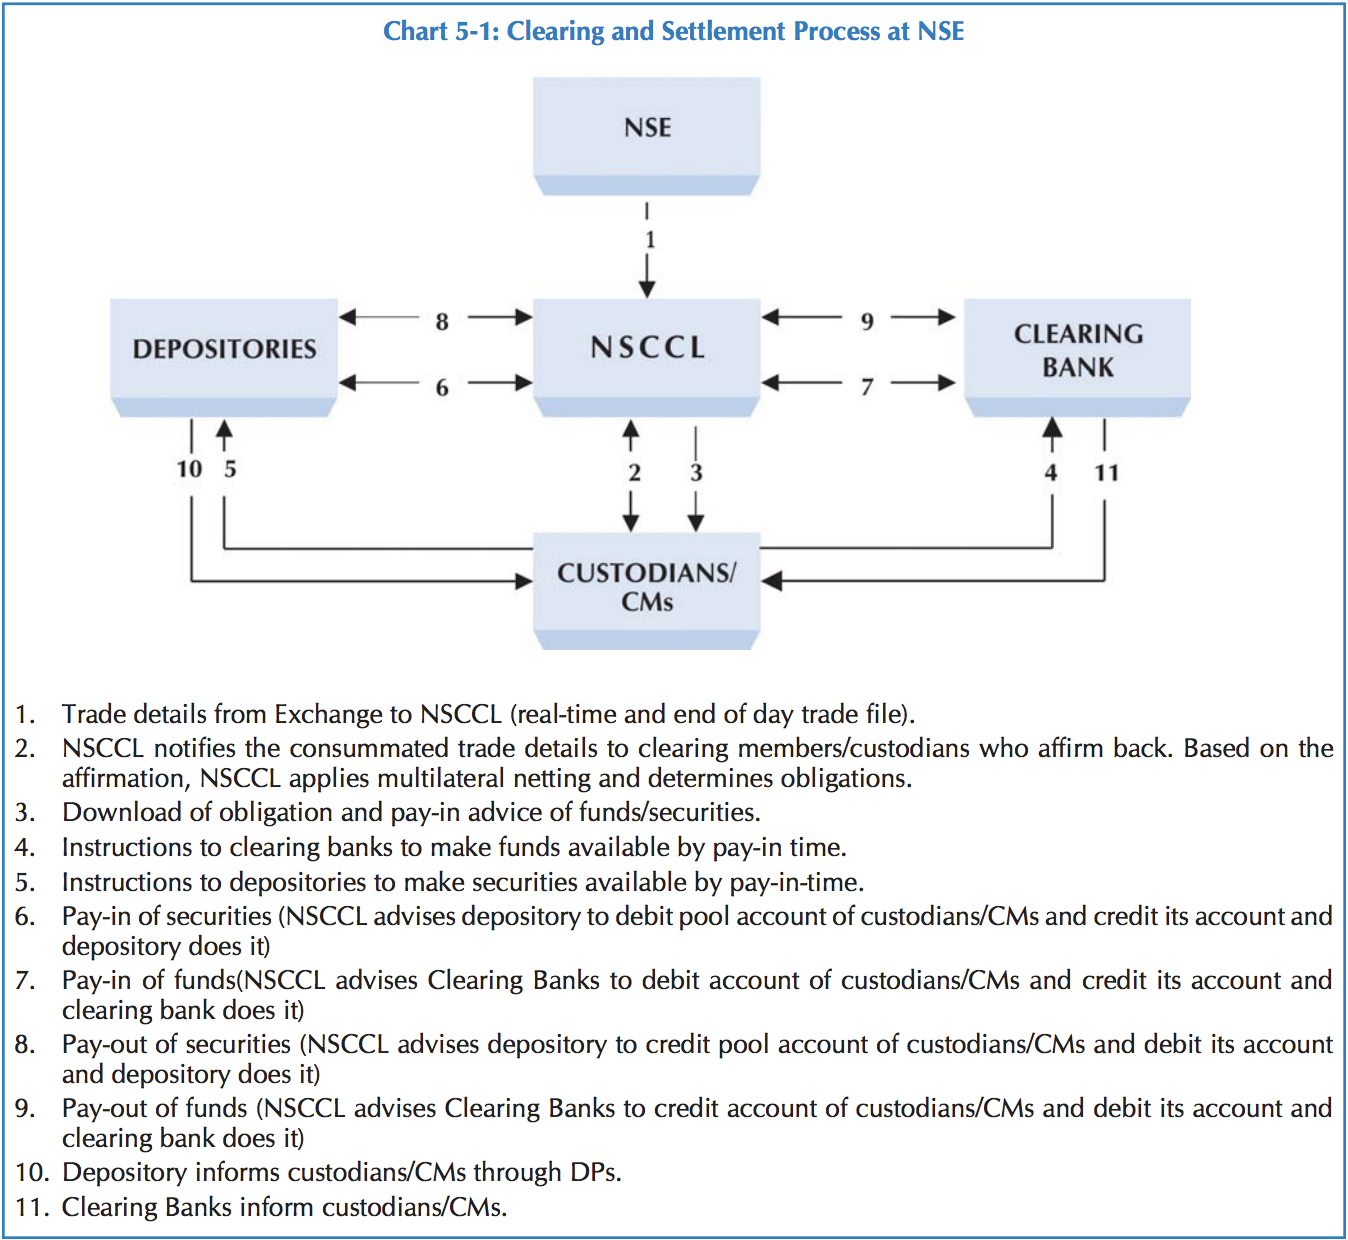 Chart 5-1: Clearing and Settlement Process at NSE
NSE
1
DEPOSITORIES
8
6
NSCCL
9
7
CLEARING
BANK
10
5
2
3
4
11
CUSTODIANS/
CMs
1. Trade details from Exchange to NSCCL (real-time and end of day trade file).
2. NSCCL notifies the consummated trade details to clearing members/custodians who affirm back. Based on the
affirmation, NSCCL applies multilateral netting and determines obligations.
3. Download of obligation and pay-in advice of funds/securities.
4. Instructions to clearing banks to make funds available by pay-in time.
5. Instructions to depositories to make securities available by pay-in-time.
6. Pay-in of securities (NSCCL advises depository to debit pool account of custodians/CMs and credit its account and
depository does it)
7. Pay-in of funds(NSCCL advises Clearing Banks to debit account of custodians/CMs and credit its account and
clearing bank does it)
8. Pay-out of securities (NSCCL advises depository to credit pool account of custodians/CMs and debit its account
and depository does it)
9. Pay-out of funds (NSCCL advises Clearing Banks to credit account of custodians/CMs and debit its account and
clearing bank does it)
10. Depository informs custodians/CMs through DPs.
11. Clearing Banks inform custodians/CMs.